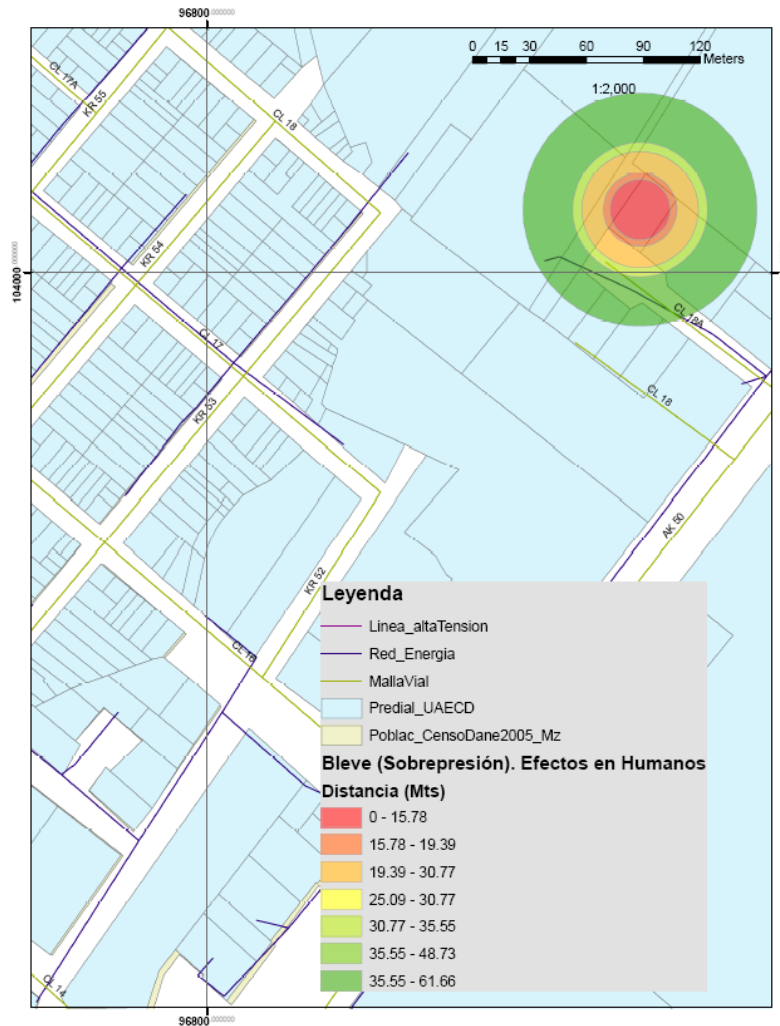 96800.000000
0 15 30 60 90 120
Meters
1:2,000
CL 17A
KR 55
CL 18
KR 54
104000.000000
CL 17
CL 18A
CL 18
KR 53
AK 50
KR 52
CL 16
Leyenda
Linea_altaTension
Red_Energia
MallaVial
Predial_UAECD
Poblac_CensoDane2005_Mz
Bleve (Sobrepresión). Efectos en Humanos
Distancia (Mts)
0 - 15.78
15.78 - 19.39
19.39 - 30.77
25.09 - 30.77
30.77 - 35.55
35.55 - 48.73
35.55 - 61.66
CL 14
96800.000000